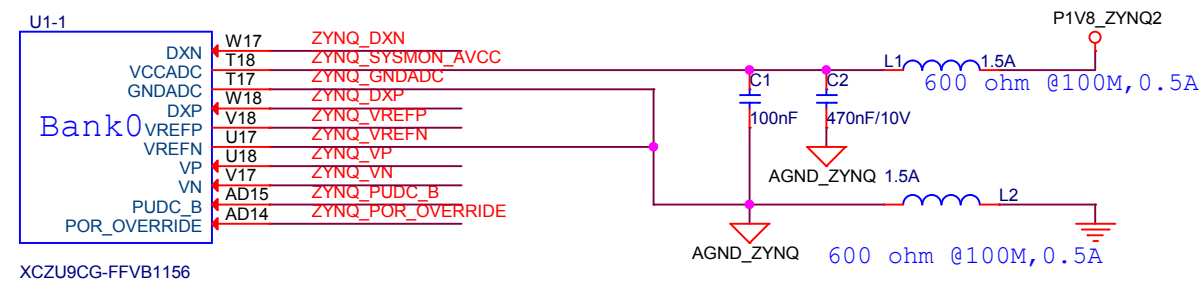 U1-1
P1V8_ZYNQ2
DXN W17 ZYNQ_DXN
VCCADC T18 ZYNQ_SYSMON_AVCC L1 1.5A
GNDADC T17 ZYNQ_GNDADC C1 C2 600 ohm @100M,0.5A
DXP W18 ZYNQ_DXP
Bank0 VREFP V18 ZYNQ_VREFP 100nF 470nF/10V
VREFN U17 ZYNQ_VREFN
VP U18 ZYNQ_VP
VN V17 ZYNQ_VN AGND_ZYNQ 1.5A
PUDC_B AD15 ZYNQ_PUDC_B L2
POR_OVERRIDE AD14 ZYNQ_POR_OVERRIDE
AGND_ZYNQ 600 ohm @100M,0.5A
XCZU9CG-FFVB1156